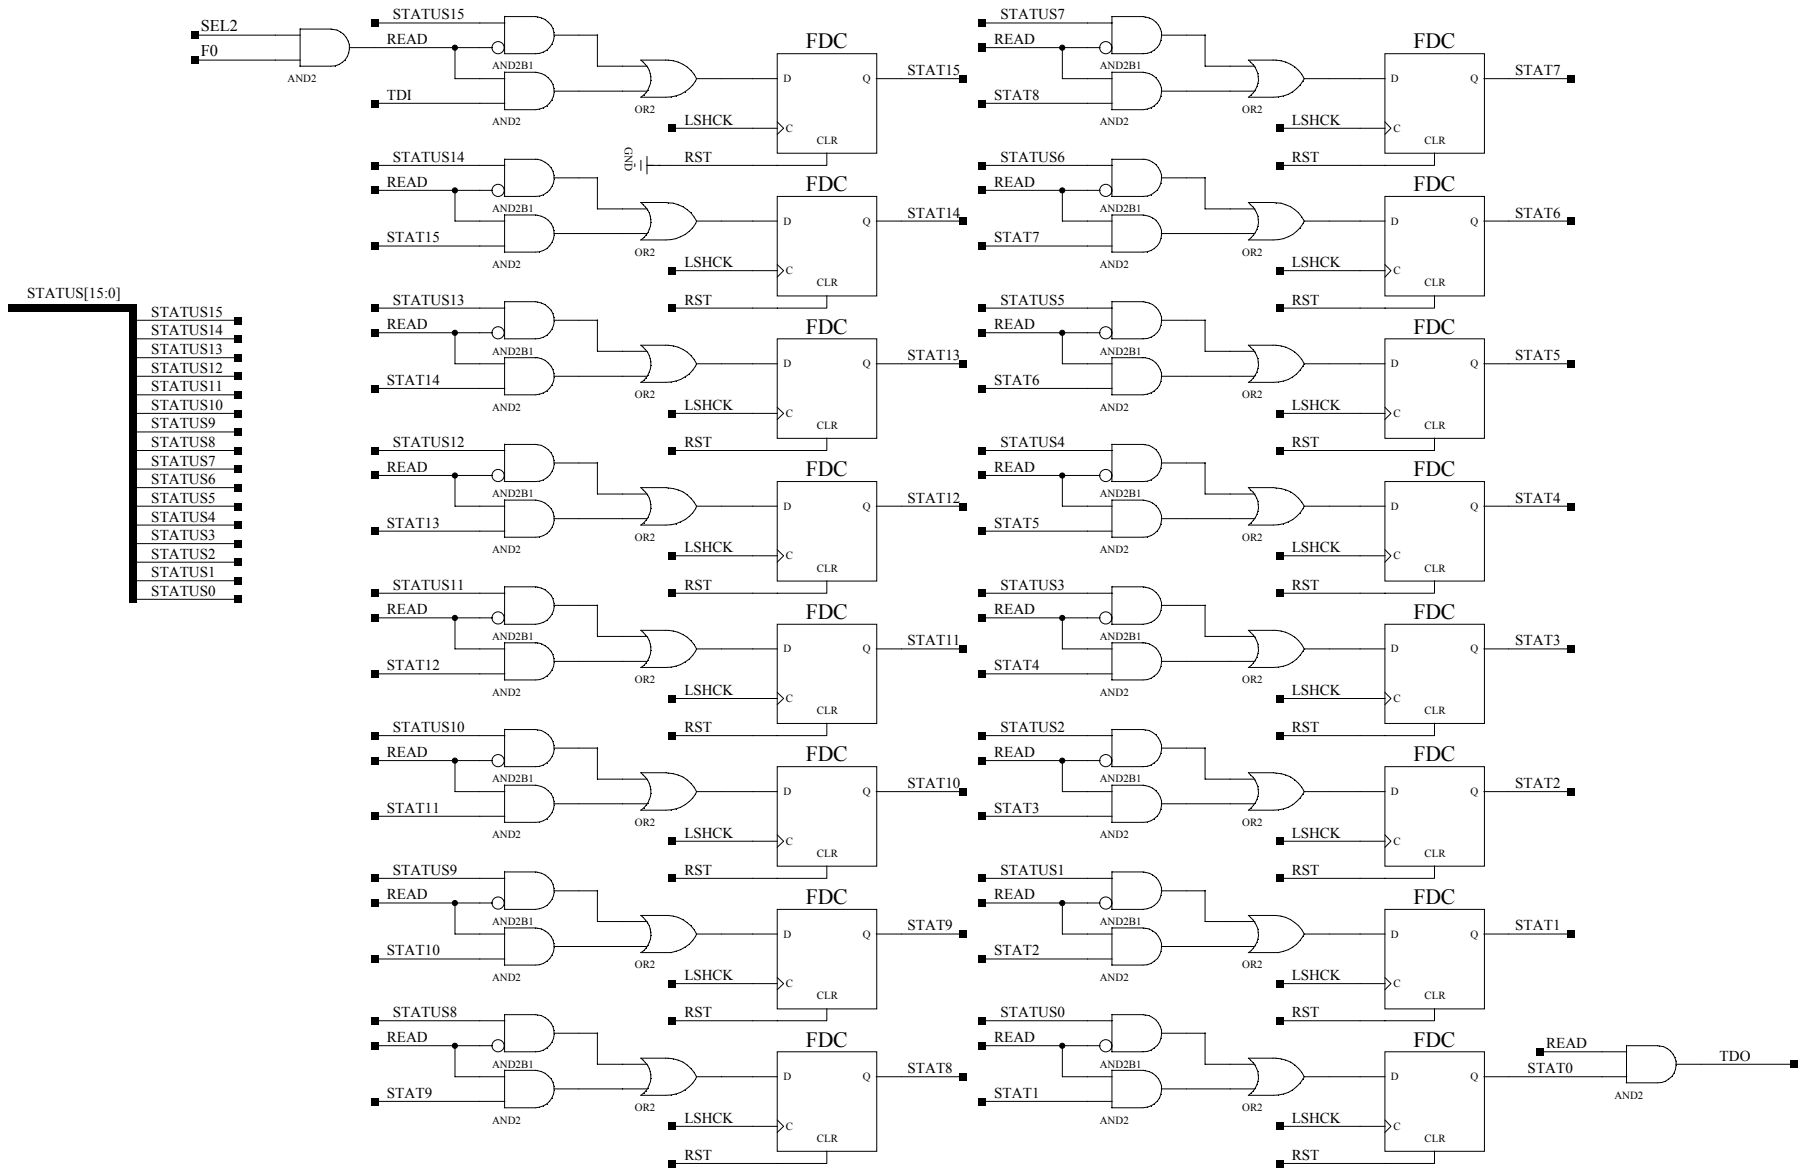 SEL2
F0
AND2
STATUS[15:0]
STATUS15
STATUS14
STATUS13
STATUS12
STATUS11
STATUS10
STATUS9
STATUS8
STATUS7
STATUS6
STATUS5
STATUS4
STATUS3
STATUS2
STATUS1
STATUS0
STATUS15
READ
AND2B1
TDI
AND2
OR2
FDC
D
Q
STAT15
LSHCK
C
CLR
GND
RST
STATUS14
READ
AND2B1
STAT15
AND2
OR2
FDC
D
Q
STAT14
LSHCK
C
CLR
RST
STATUS13
READ
AND2B1
STAT14
AND2
OR2
FDC
D
Q
STAT13
LSHCK
C
CLR
RST
STATUS12
READ
AND2B1
STAT13
AND2
OR2
FDC
D
Q
STAT12
LSHCK
C
CLR
RST
STATUS11
READ
AND2B1
STAT12
AND2
OR2
FDC
D
Q
STAT11
LSHCK
C
CLR
RST
STATUS10
READ
AND2B1
STAT11
AND2
OR2
FDC
D
Q
STAT10
LSHCK
C
CLR
RST
STATUS9
READ
AND2B1
STAT10
AND2
OR2
FDC
D
Q
STAT9
LSHCK
C
CLR
RST
STATUS8
READ
AND2B1
STAT9
AND2
OR2
FDC
D
Q
STAT8
LSHCK
C
CLR
RST
STATUS7
READ
AND2B1
STAT8
AND2
OR2
FDC
D
Q
STAT7
LSHCK
C
CLR
RST
STATUS6
READ
AND2B1
STAT7
AND2
OR2
FDC
D
Q
STAT6
LSHCK
C
CLR
RST
STATUS5
READ
AND2B1
STAT6
AND2
OR2
FDC
D
Q
STAT5
LSHCK
C
CLR
RST
STATUS4
READ
AND2B1
STAT5
AND2
OR2
FDC
D
Q
STAT4
LSHCK
C
CLR
RST
STATUS3
READ
AND2B1
STAT4
AND2
OR2
FDC
D
Q
STAT3
LSHCK
C
CLR
RST
STATUS2
READ
AND2B1
STAT3
AND2
OR2
FDC
D
Q
STAT2
LSHCK
C
CLR
RST
STATUS1
READ
AND2B1
STAT2
AND2
OR2
FDC
D
Q
STAT1
LSHCK
C
CLR
RST
STATUS0
READ
AND2B1
STAT1
AND2
OR2
FDC
D
Q
STAT0
LSHCK
C
CLR
RST
READ
AND2
TDO